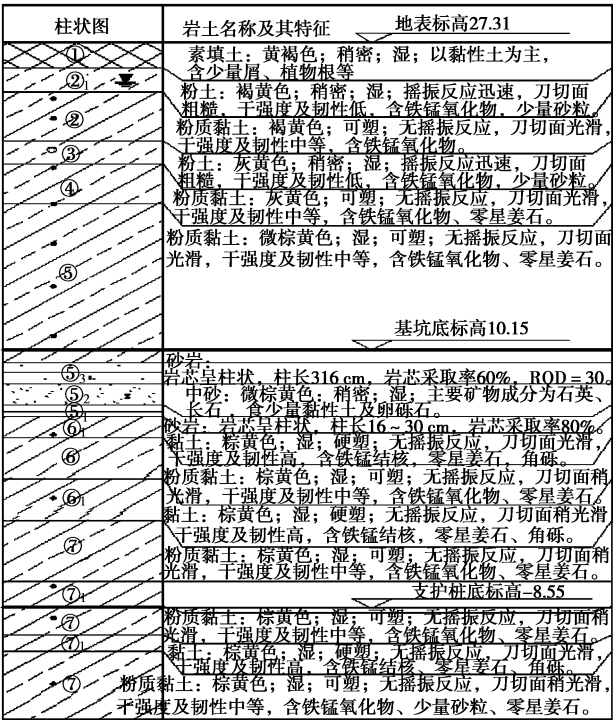 柱状图
岩土名称及其特征
地表标高27.31
①
素填土：黄褐色；稍密；湿；以黏性土为主，
含少量屑、植物根等
②1
粉土：褐黄色；稍密；湿；摇振反应迅速，刀切面
粗糙，干强度及韧性低，含铁锰氧化物，少量砂粒。
②
粉质黏土：褐黄色；可塑；无摇振反应，刀切面光滑，
干强度及韧性中等，含铁锰氧化物。
③
粉土：灰黄色；稍密；湿；摇振反应迅速，刀切面
粗糙，干强度及韧性低，含铁锰氧化物，少量砂粒。
④
粉质黏土：灰黄色；可塑；无摇振反应，刀切面光滑，
干强度及韧性中等，含铁锰氧化物、零星姜石。
⑤
粉质黏土：微棕黄色；湿；可塑；无摇振反应，刀切面
光滑，干强度及韧性中等，含铁锰氧化物、零星姜石。
基坑底标高10.15
⑤3
砂岩：
岩芯呈柱状，柱长316 cm，岩芯采取率60%，RQD＝30。
⑤2
中砂：微棕黄色；稍密；湿；主要矿物成分为石英、
长石，食少量黏性土及卵砾石。
⑤1
砂岩：岩芯呈柱状，柱长16～30 cm，岩芯采取率80%。
⑥1
黏土：棕黄色；湿；硬塑；无摇振反应，刀切面光滑，
干强度及韧性高，含铁锰结核，零星姜石，角砾。
⑥
粉质黏土：棕黄色；湿；可塑；无摇振反应，刀切面稍
光滑，干强度及韧性中等，含铁锰氧化物、零星姜石。
⑥1
黏土：棕黄色；湿；硬塑；无摇振反应，刀切面稍光滑
干强度及韧性高，含铁锰结核，零星姜石、角砾。
⑦
粉质黏土：棕黄色；湿；可塑；无摇振反应，刀切面稍
光滑，干强度及韧性中等，含铁锰氧化物、零星姜石。
⑦1
支护桩底标高-8.55
⑦
粉质黏土：棕黄色；湿；可塑；无摇振反应，刀切面稍
光滑，干强度及韧性中等，含铁锰氧化物、零星姜石。
⑦1
黏土：棕黄色；湿；硬塑；无摇振反应，刀切面光滑，
干强度及韧性高，含铁锰结核、零星姜石、角砾。
⑦
粉质黏土：棕黄色；湿；可塑；无摇振反应，刀切面稍光滑，
干强度及韧性中等，含铁锰氧化物、少量砂粒、零星姜石。